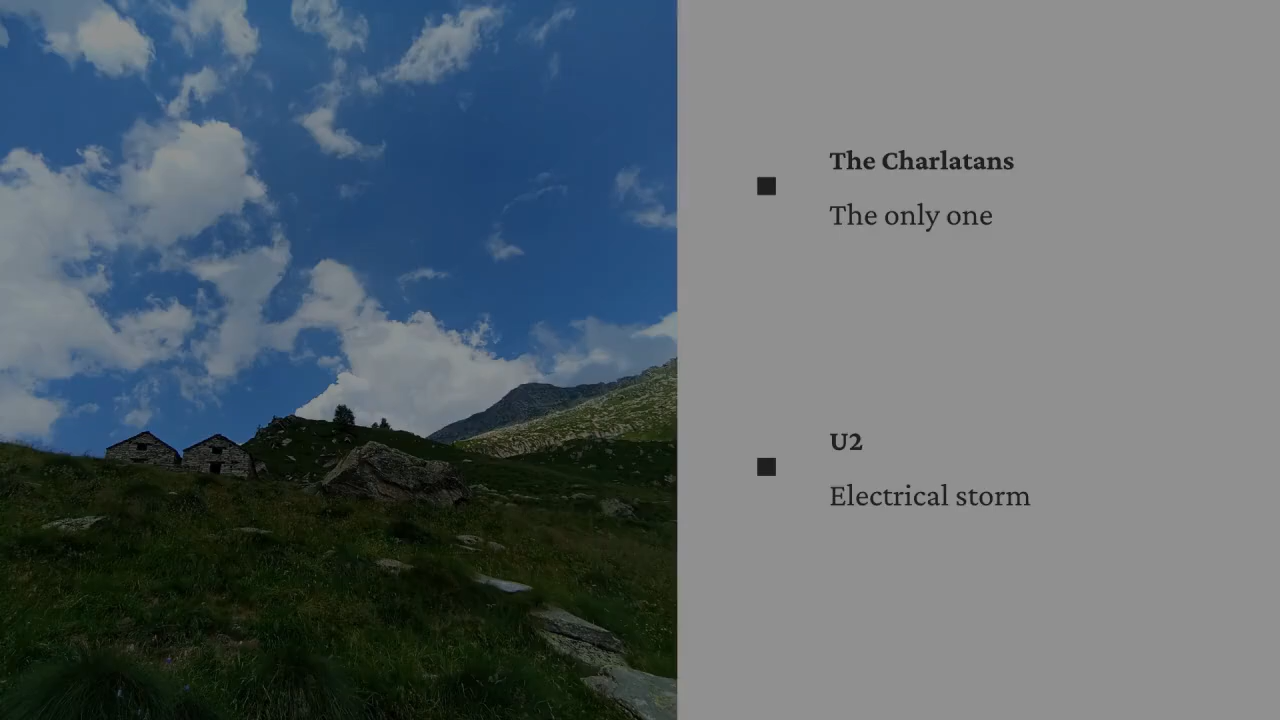 The Charlatans
The only one
U2
Electrical storm